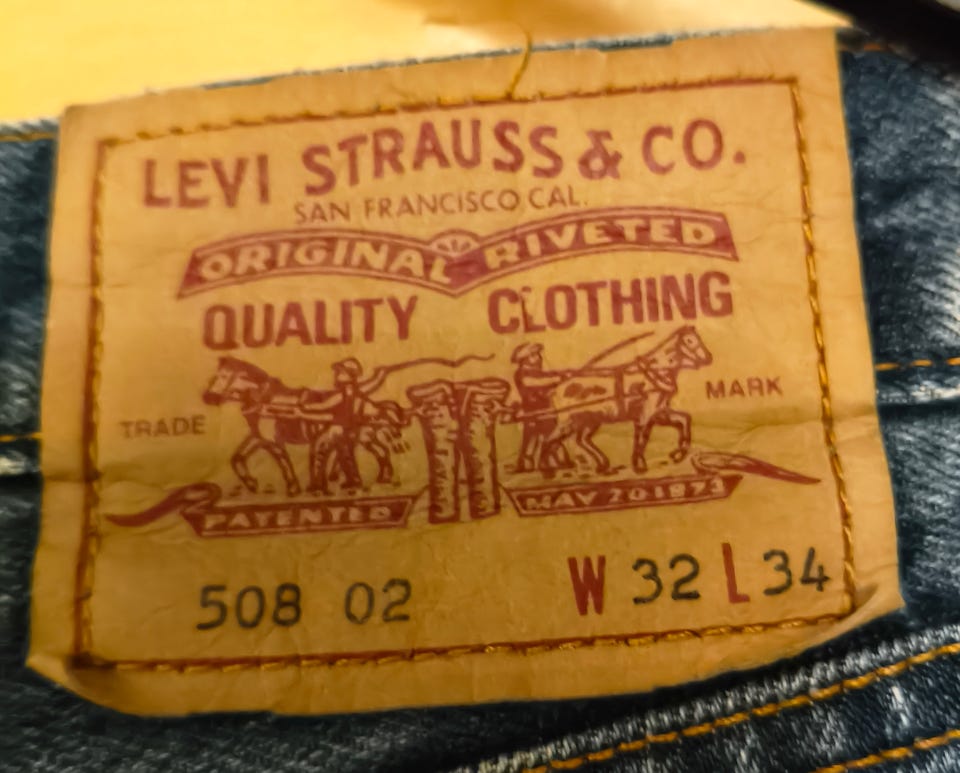 LEVI STRAUSS & CO.
SAN FRANCISCO CAL.
ORIGINAL RIVETED
QUALITY CLOTHING
TRADE MARK
PATENTED MAY 20 1873
508 02 W 32 L 34